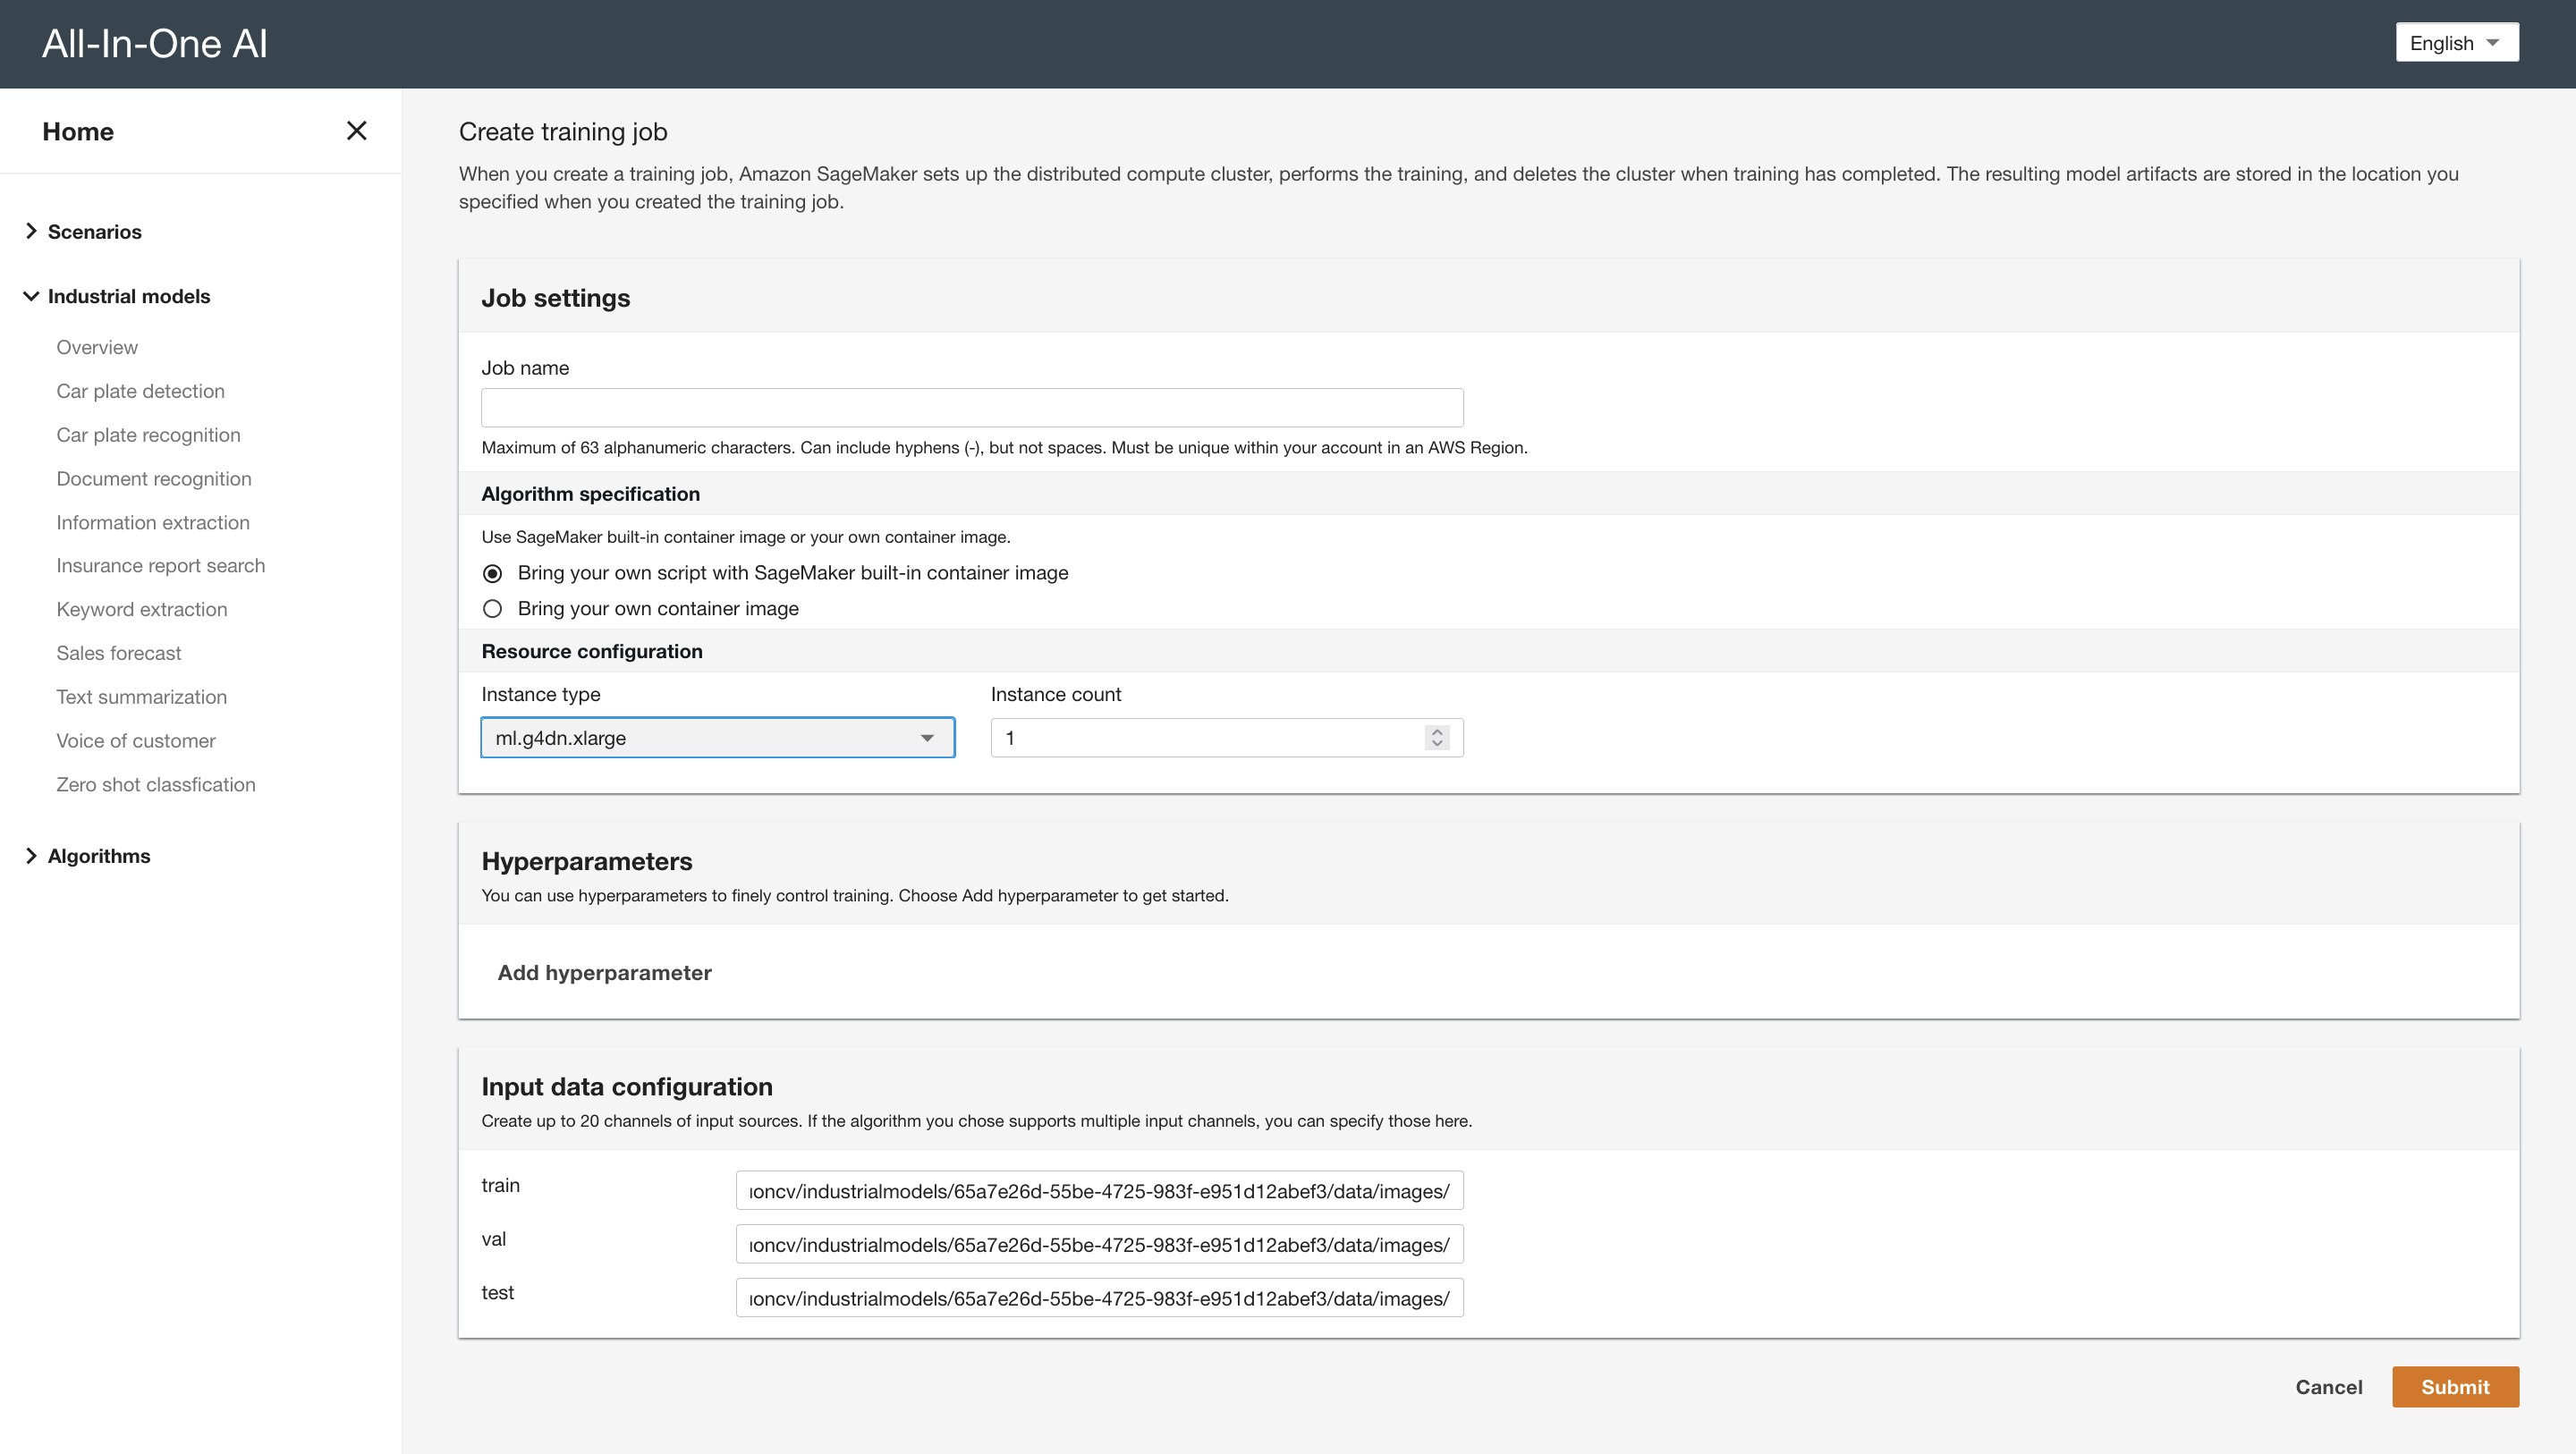 All-In-One AI
English
Home
Scenarios
Industrial models
Overview
Car plate detection
Car plate recognition
Document recognition
Information extraction
Insurance report search
Keyword extraction
Sales forecast
Text summarization
Voice of customer
Zero shot classfication
Algorithms
Create training job
When you create a training job, Amazon SageMaker sets up the distributed compute cluster, performs the training, and deletes the cluster when training has completed. The resulting model artifacts are stored in the location you
specified when you created the training job.
Job settings
Job name
Maximum of 63 alphanumeric characters. Can include hyphens (-), but not spaces. Must be unique within your account in an AWS Region.
Algorithm specification
Use SageMaker built-in container image or your own container image.
Bring your own script with SageMaker built-in container image
Bring your own container image
Resource configuration
Instance type Instance count
ml.g4dn.xlarge 1
Hyperparameters
You can use hyperparameters to finely control training. Choose Add hyperparameter to get started.
Add hyperparameter
Input data configuration
Create up to 20 channels of input sources. If the algorithm you chose supports multiple input channels, you can specify those here.
train oncv/industrialmodels/65a7e26d-55be-4725-983f-e951d12abef3/data/images/
val oncv/industrialmodels/65a7e26d-55be-4725-983f-e951d12abef3/data/images/
test oncv/industrialmodels/65a7e26d-55be-4725-983f-e951d12abef3/data/images/
Cancel Submit